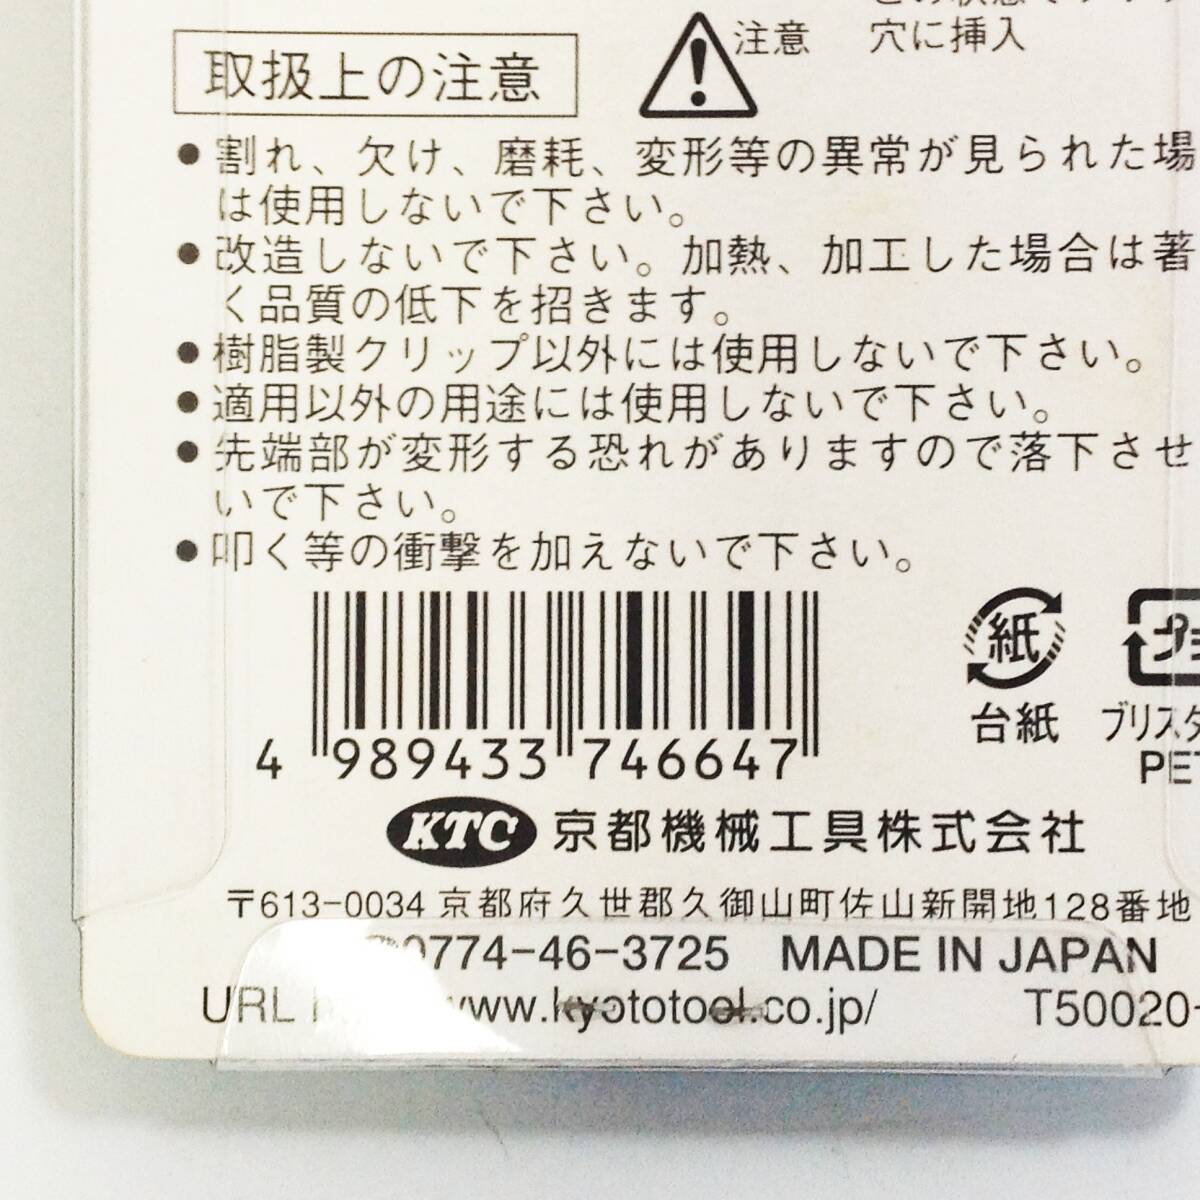 穴に挿入
注意
取扱上の注意
●割れ、欠け、磨耗、変形等の異常が見られた場
は使用しないで下さい。
●改造しないで下さい。加熱、加工した場合は著
く品質の低下を招きます。
●樹脂製クリップ以外には使用しないで下さい。
●適用以外の用途には使用しないで下さい。
●先端部が変形する恐れがありますので落下させ
いで下さい。
●叩く等の衝撃を加えないで下さい。
4 989433 746647
紙
台紙
プ
ブリスタ
PET
KTC 京都機械工具株式会社
〒613-0034 京都府久世郡久御山町佐山新開地128番地
0774-46-3725 MADE IN JAPAN
URL www.kyototool.co.jp/ T50020-